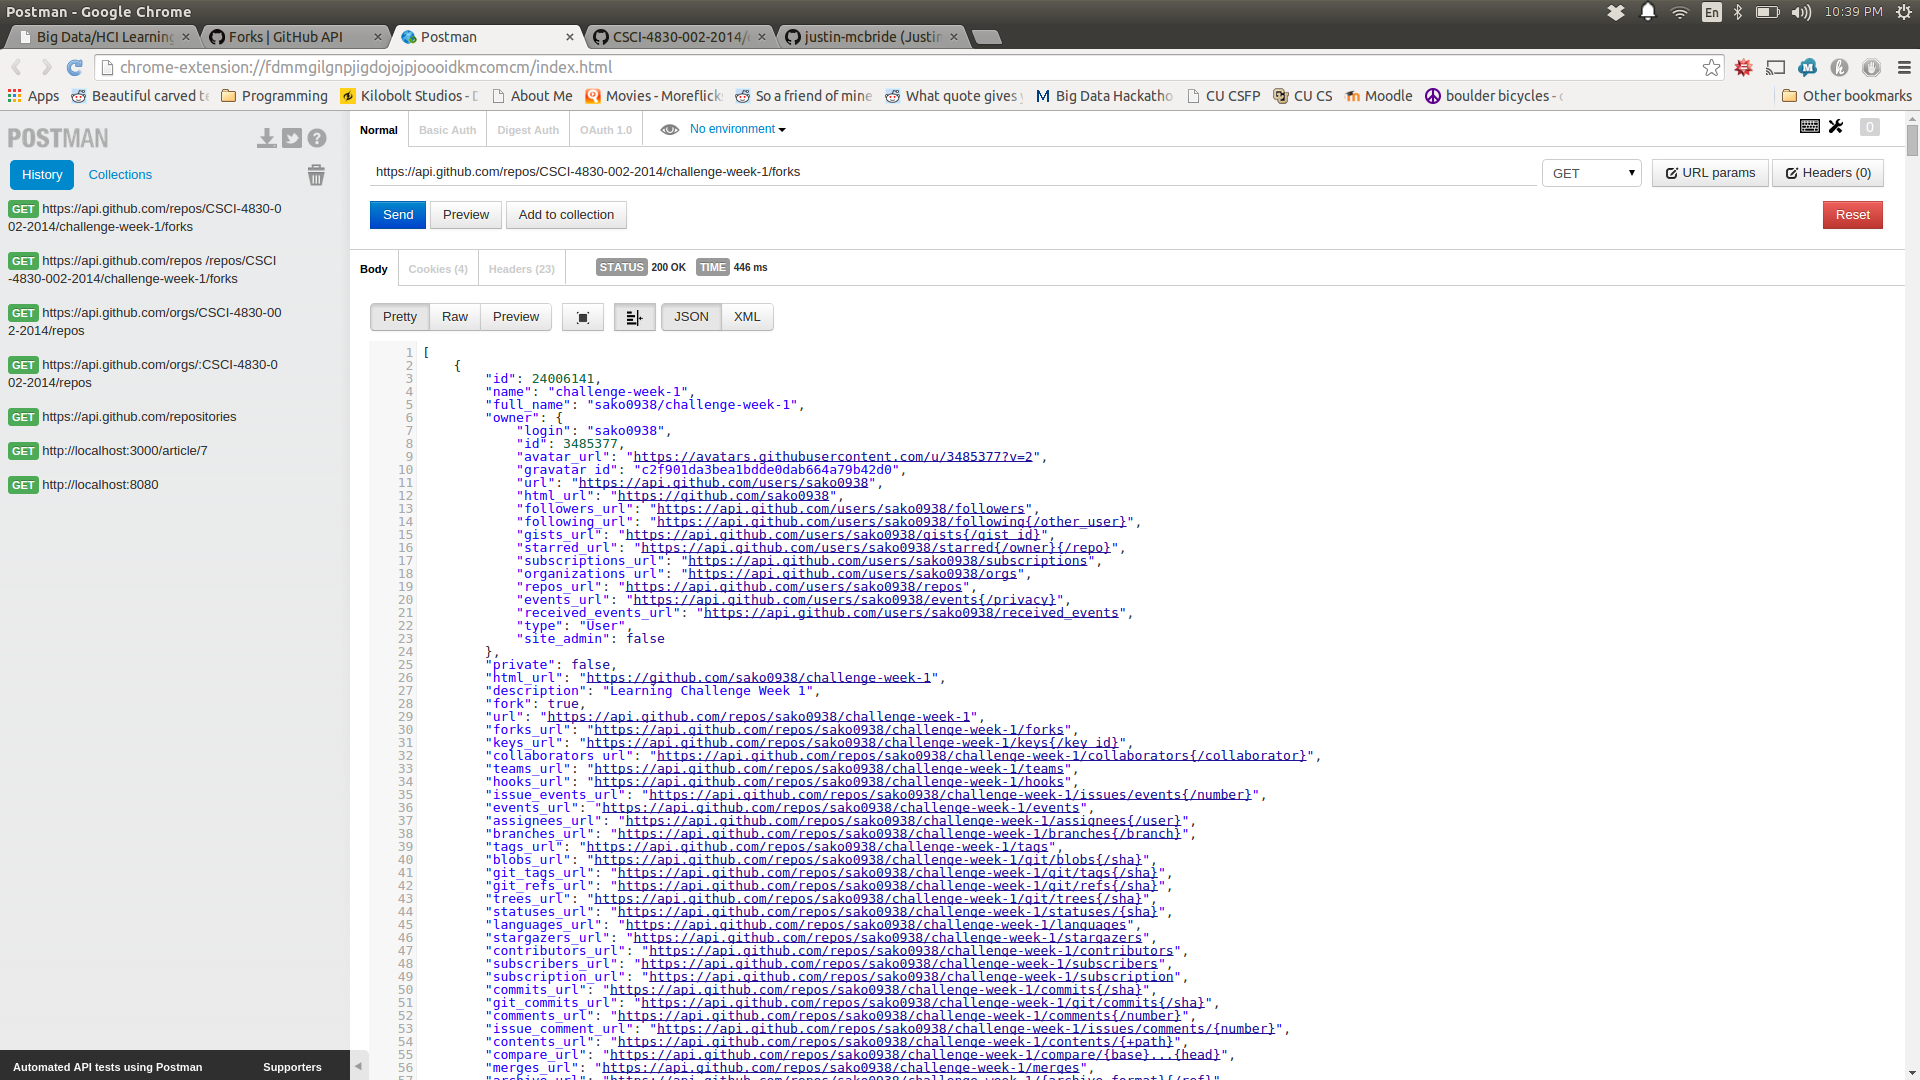 Postman - Google Chrome
En
10:39 PM
Big Data/HCI Learning
Forks | GitHub API
Postman
CSCI-4830-002-2014/c
justin-mcbride (Justin
chrome-extension://fdmmgilgnpjigdojojpjoooidkmcomcm/index.html
Apps
Beautiful carved te
Programming
Kilobolt Studios - D
About Me
Movies - Moreflick
So a friend of mine
What quote gives y
Big Data Hackatho
CU CSFP
CU CS
Moodle
boulder bicycles - c
Other bookmarks
POSTMAN
History
Collections
GET https://api.github.com/repos/CSCI-4830-0
02-2014/challenge-week-1/forks
GET https://api.github.com/repos /repos/CSCI
-4830-002-2014/challenge-week-1/forks
GET https://api.github.com/orgs/CSCI-4830-00
2-2014/repos
GET https://api.github.com/orgs/:CSCI-4830-0
02-2014/repos
GET https://api.github.com/repositories
GET http://localhost:3000/article/7
GET http://localhost:8080
Automated API tests using Postman
Supporters
Normal
Basic Auth
Digest Auth
OAuth 1.0
No environment
0
https://api.github.com/repos/CSCI-4830-002-2014/challenge-week-1/forks
GET
URL params
Headers (0)
Send
Preview
Add to collection
Reset
Body
Cookies (4)
Headers (23)
STATUS 200 OK
TIME 446 ms
Pretty
Raw
Preview
JSON
XML
1 [
2 {
3 "id": 24006141,
4 "name": "challenge-week-1",
5 "full_name": "sako0938/challenge-week-1",
6 "owner": {
7 "login": "sako0938",
8 "id": 3485377,
9 "avatar_url": "https://avatars.githubusercontent.com/u/3485377?v=2",
10 "gravatar_id": "c2f901da3bea1bdde0dab664a79b42d0",
11 "url": "https://api.github.com/users/sako0938",
12 "html_url": "https://github.com/sako0938",
13 "followers_url": "https://api.github.com/users/sako0938/followers",
14 "following_url": "https://api.github.com/users/sako0938/following{/other_user}",
15 "gists_url": "https://api.github.com/users/sako0938/gists{/gist_id}",
16 "starred_url": "https://api.github.com/users/sako0938/starred{/owner}{/repo}",
17 "subscriptions_url": "https://api.github.com/users/sako0938/subscriptions",
18 "organizations_url": "https://api.github.com/users/sako0938/orgs",
19 "repos_url": "https://api.github.com/users/sako0938/repos",
20 "events_url": "https://api.github.com/users/sako0938/events{/privacy}",
21 "received_events_url": "https://api.github.com/users/sako0938/received_events",
22 "type": "User",
23 "site_admin": false
24 },
25 "private": false,
26 "html_url": "https://github.com/sako0938/challenge-week-1",
27 "description": "Learning Challenge Week 1",
28 "fork": true,
29 "url": "https://api.github.com/repos/sako0938/challenge-week-1",
30 "forks_url": "https://api.github.com/repos/sako0938/challenge-week-1/forks",
31 "keys_url": "https://api.github.com/repos/sako0938/challenge-week-1/keys{/key_id}",
32 "collaborators_url": "https://api.github.com/repos/sako0938/challenge-week-1/collaborators{/collaborator}",
33 "teams_url": "https://api.github.com/repos/sako0938/challenge-week-1/teams",
34 "hooks_url": "https://api.github.com/repos/sako0938/challenge-week-1/hooks",
35 "issue_events_url": "https://api.github.com/repos/sako0938/challenge-week-1/issues/events{/number}",
36 "events_url": "https://api.github.com/repos/sako0938/challenge-week-1/events",
37 "assignees_url": "https://api.github.com/repos/sako0938/challenge-week-1/assignees{/user}",
38 "branches_url": "https://api.github.com/repos/sako0938/challenge-week-1/branches{/branch}",
39 "tags_url": "https://api.github.com/repos/sako0938/challenge-week-1/tags",
40 "blobs_url": "https://api.github.com/repos/sako0938/challenge-week-1/git/blobs{/sha}",
41 "git_tags_url": "https://api.github.com/repos/sako0938/challenge-week-1/git/tags{/sha}",
42 "git_refs_url": "https://api.github.com/repos/sako0938/challenge-week-1/git/refs{/sha}",
43 "trees_url": "https://api.github.com/repos/sako0938/challenge-week-1/git/trees{/sha}",
44 "statuses_url": "https://api.github.com/repos/sako0938/challenge-week-1/statuses/{sha}",
45 "languages_url": "https://api.github.com/repos/sako0938/challenge-week-1/languages",
46 "stargazers_url": "https://api.github.com/repos/sako0938/challenge-week-1/stargazers",
47 "contributors_url": "https://api.github.com/repos/sako0938/challenge-week-1/contributors",
48 "subscribers_url": "https://api.github.com/repos/sako0938/challenge-week-1/subscribers",
49 "subscription_url": "https://api.github.com/repos/sako0938/challenge-week-1/subscription",
50 "commits_url": "https://api.github.com/repos/sako0938/challenge-week-1/commits{/sha}",
51 "git_commits_url": "https://api.github.com/repos/sako0938/challenge-week-1/git/commits{/sha}",
52 "comments_url": "https://api.github.com/repos/sako0938/challenge-week-1/comments{/number}",
53 "issue_comment_url": "https://api.github.com/repos/sako0938/challenge-week-1/issues/comments/{number}",
54 "contents_url": "https://api.github.com/repos/sako0938/challenge-week-1/contents/{+path}",
55 "compare_url": "https://api.github.com/repos/sako0938/challenge-week-1/compare/{base}...{head}",
56 "merges_url": "https://api.github.com/repos/sako0938/challenge-week-1/merges",
57 "archive_url": "https://api.github.com/repos/sako0938/challenge-week-1/{archive_format}{/ref}",